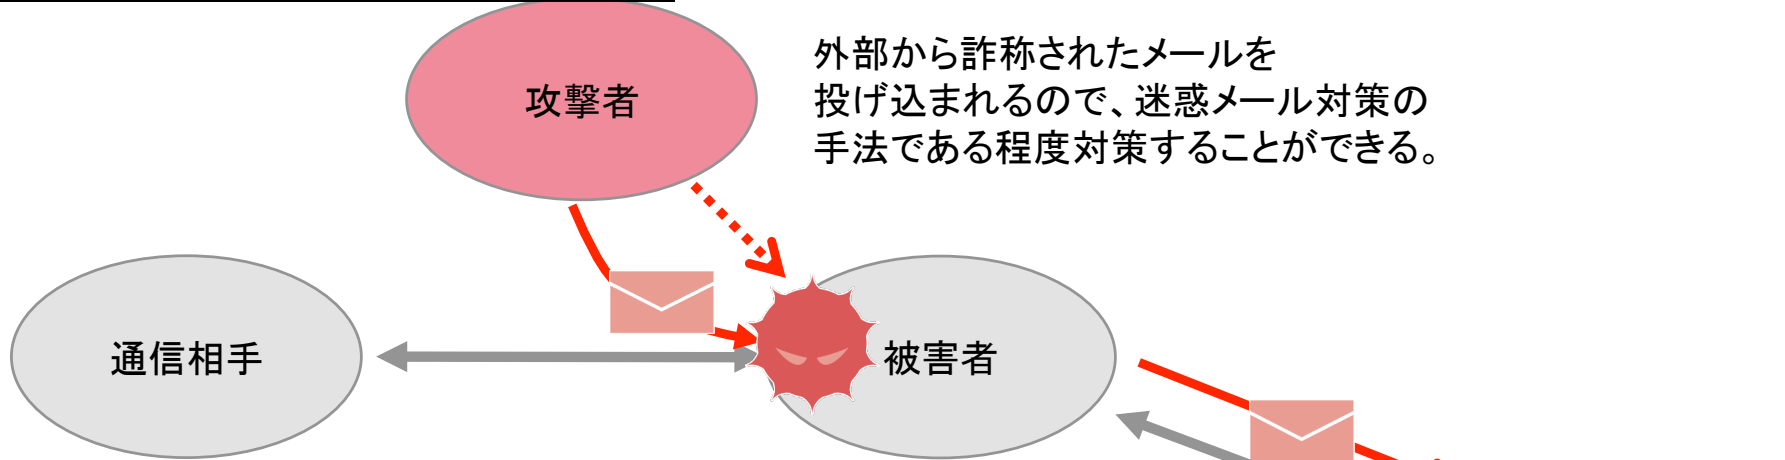 外部から詐称されたメールを
投げ込まれるので、迷惑メール対策の
手法である程度対策することができる。
攻撃者
通信相手
被害者